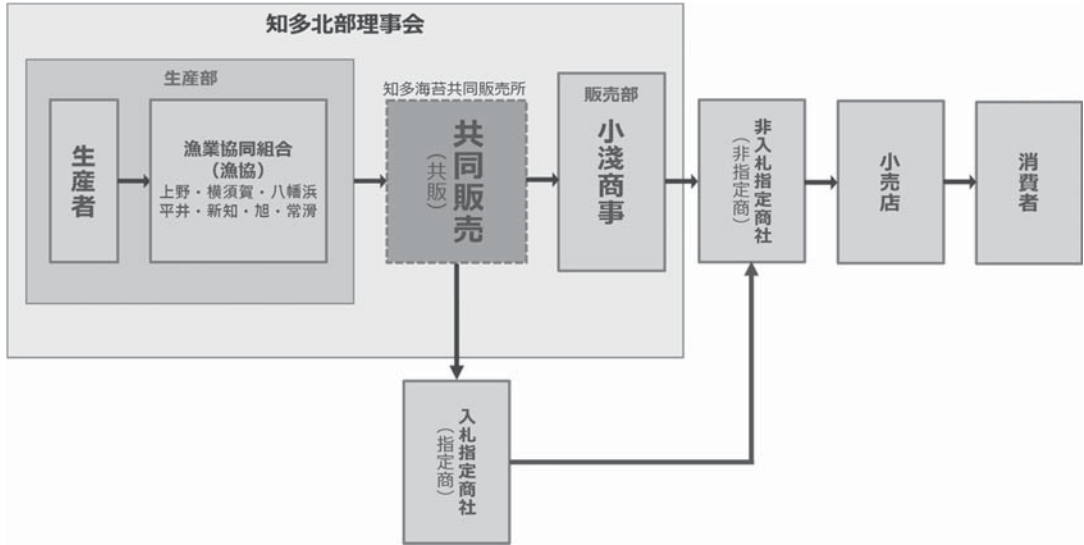 知多北部理事会
生産部
生産者
漁業協同組合
（漁協）
上野・横須賀・八幡浜
平井・新知・旭・常滑
知多海苔共同販売所
共同販売
（共販）
販売部
小淺商事
非入札指定商社
（非指定商）
小売店
消費者
入札指定商社
（指定商）